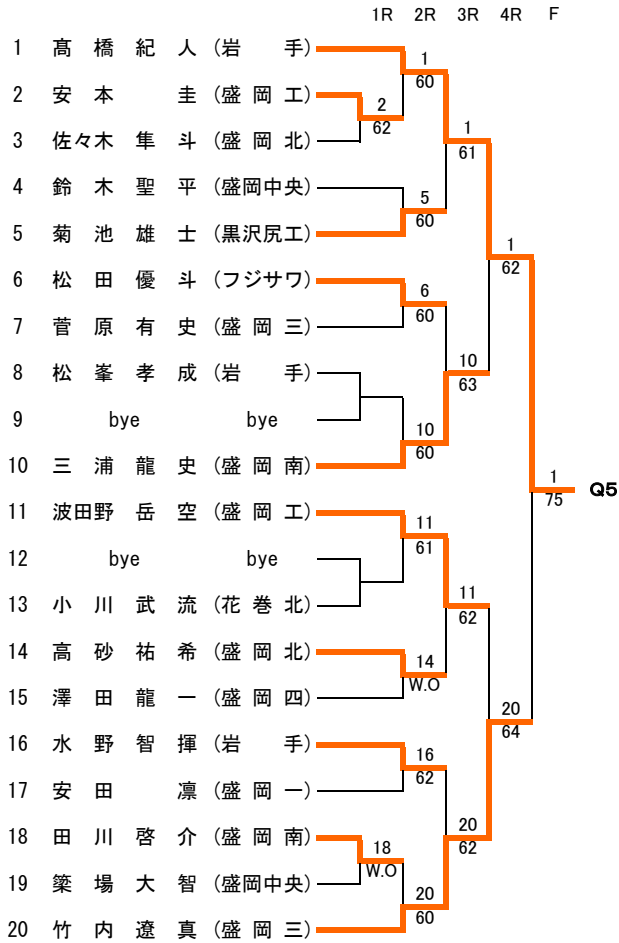 1R 2R 3R 4R F
1 髙橋紀人 (岩手)
1
60
2 安本圭 (盛岡工)
2
62
3 佐々木隼斗 (盛岡北)
1
61
4 鈴木聖平 (盛岡中央)
5
60
5 菊池雄士 (黒沢尻工)
1
62
6 松田優斗 (フジサワ)
6
60
7 菅原有史 (盛岡三)
8 松峯孝成 (岩手)
10
63
9 bye bye
10
60
10 三浦龍史 (盛岡南)
1
75
Q5
11 波田野岳空 (盛岡工)
11
61
12 bye bye
13 小川武流 (花巻北)
11
62
14 高砂祐希 (盛岡北)
14
W.O
15 澤田龍一 (盛岡四)
20
64
16 水野智揮 (岩手)
16
62
17 安田凛 (盛岡一)
18 田川啓介 (盛岡南)
20
62
18
W.O
19 簗場大智 (盛岡中央)
20
60
20 竹内遼真 (盛岡三)